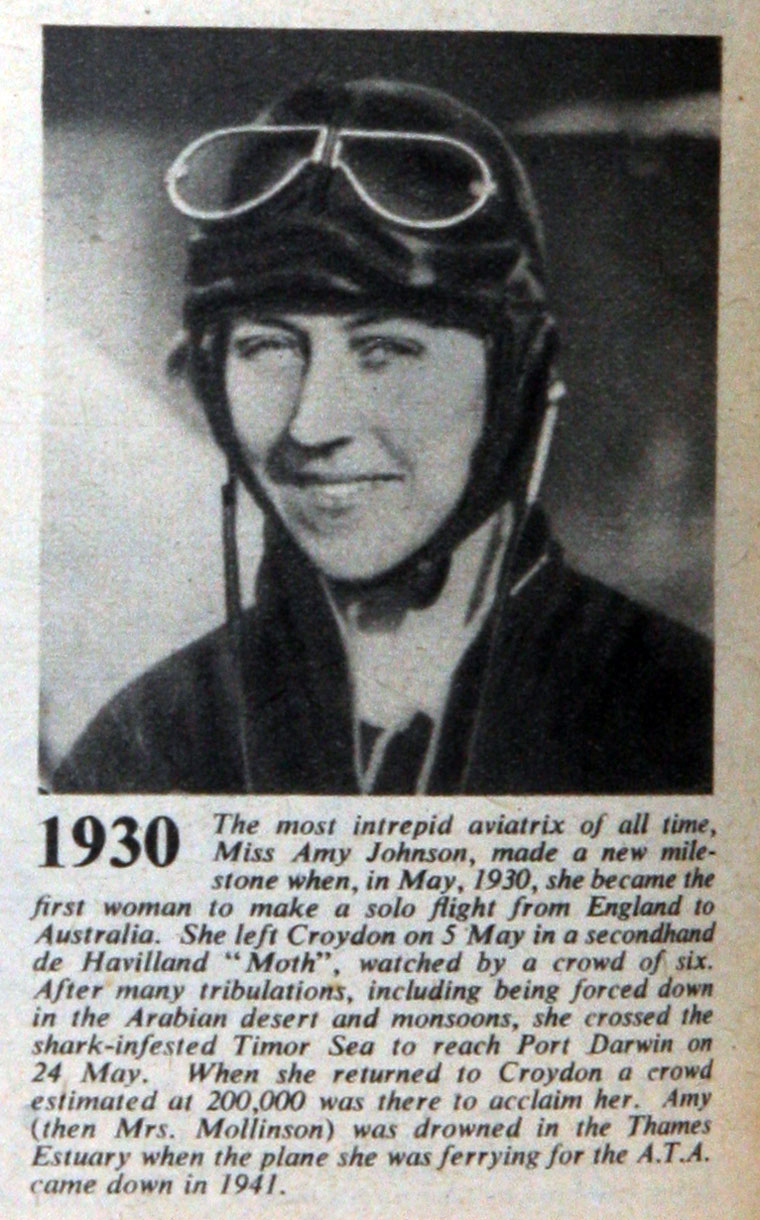 1930 The most intrepid aviatrix of all time,
Miss Amy Johnson, made a new mile-
stone when, in May, 1930, she became the
first woman to make a solo flight from England to
Australia. She left Croydon on 5 May in a secondhand
de Havilland “Moth”, watched by a crowd of six.
After many tribulations, including being forced down
in the Arabian desert and monsoons, she crossed the
shark-infested Timor Sea to reach Port Darwin on
24 May. When she returned to Croydon a crowd
estimated at 200,000 was there to acclaim her. Amy
(then Mrs. Mollinson) was drowned in the Thames
Estuary when the plane she was ferrying for the A.T.A.
came down in 1941.